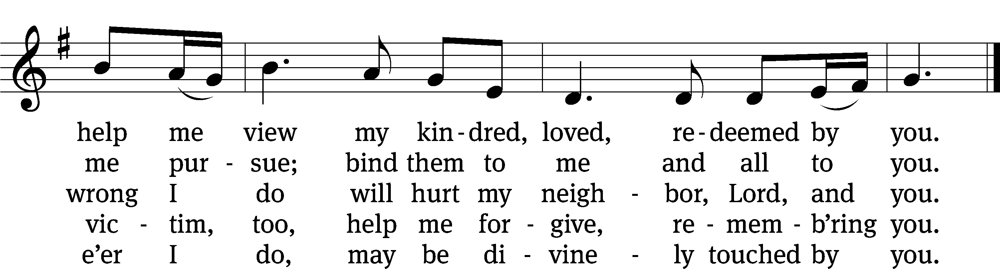 help me view my kin - dred, loved, re - deemed by you.
me pur - sue; bind them to me and all to you.
wrong I do will hurt my neigh - bor, Lord, and you.
vic - tim, too, help me for - give, re - mem - b’ring you.
e’er I do, may be di - vine - ly touched by you.